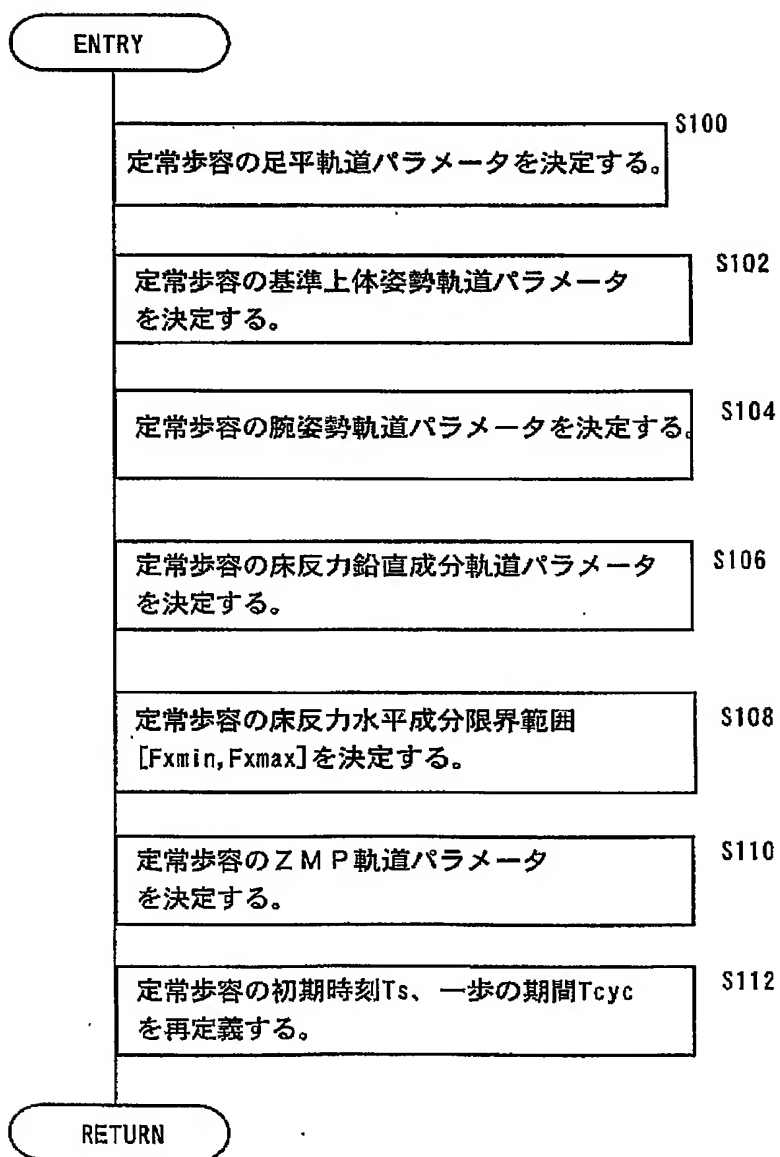 ENTRY
S100
定常歩容の足平軌道パラメータを決定する。
S102
定常歩容の基準上体姿勢軌道パラメータ
を決定する。
S104
定常歩容の腕姿勢軌道パラメータを決定する。
S106
定常歩容の床反力鉛直成分軌道パラメータ
を決定する。
S108
定常歩容の床反力水平成分限界範囲
[Fxmin,Fxmax]を決定する。
S110
定常歩容のＺＭＰ軌道パラメータ
を決定する。
S112
定常歩容の初期時刻Ts、一歩の期間Tcyc
を再定義する。
RETURN